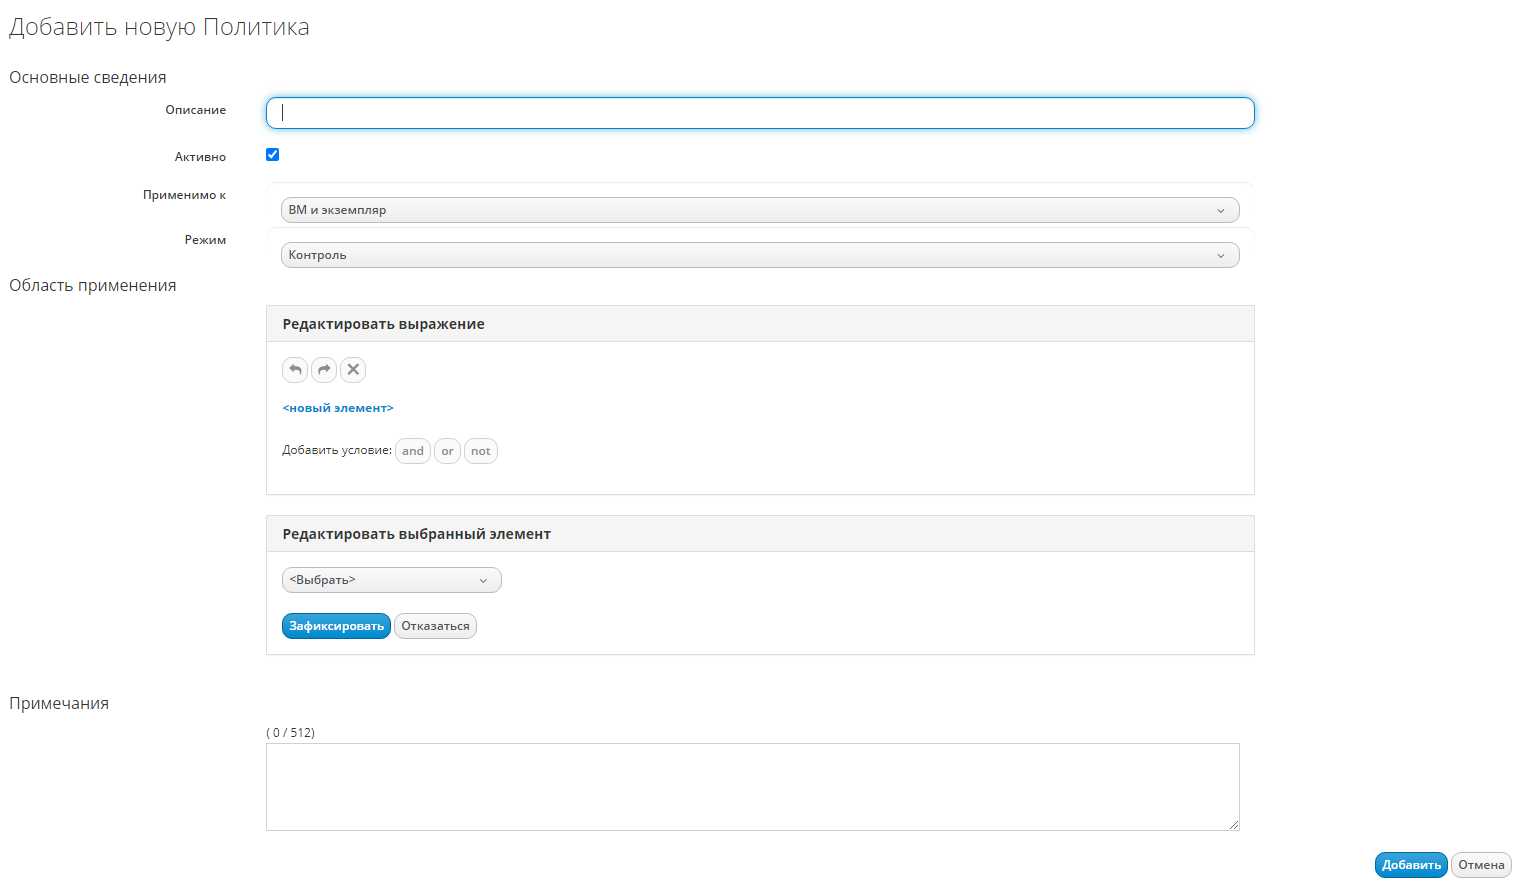 Добавить новую Политика
Основные сведения
Описание
Активно
Применимо к
ВМ и экземпляр
Режим
Контроль
Область применения
Редактировать выражение
<новый элемент>
Добавить условие: and or not
Редактировать выбранный элемент
<Выбрать>
Зафиксировать Отказаться
Примечания
( 0 / 512)
Добавить Отмена